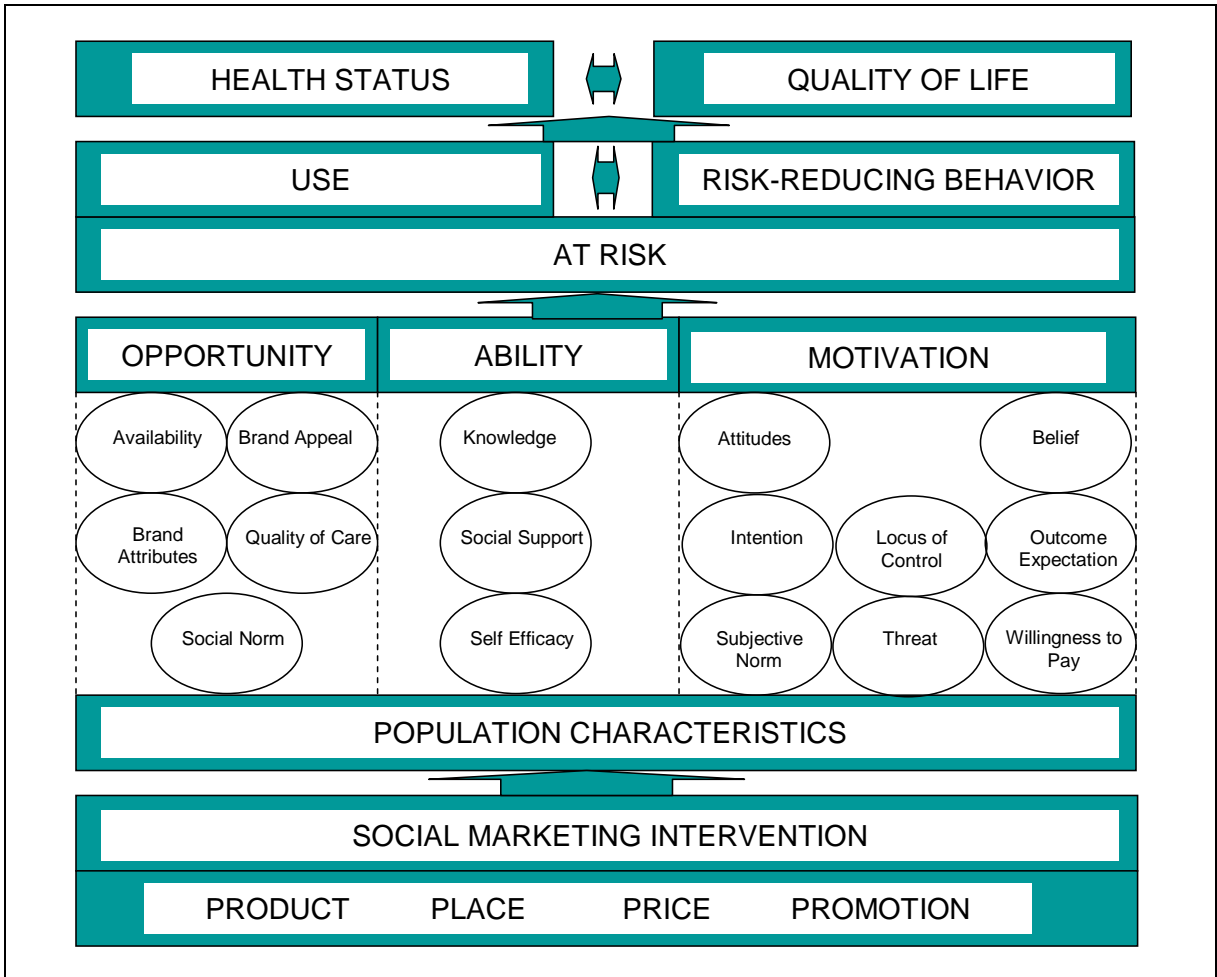 HEALTH STATUS
QUALITY OF LIFE
USE
RISK-REDUCING BEHAVIOR
AT RISK
OPPORTUNITY
ABILITY
MOTIVATION
Availability
Brand Appeal
Knowledge
Attitudes
Belief
Brand
Attributes
Quality of Care
Social Support
Intention
Locus of
Control
Outcome
Expectation
Social Norm
Self Efficacy
Subjective
Norm
Threat
Willingness to
Pay
POPULATION CHARACTERISTICS
SOCIAL MARKETING INTERVENTION
PRODUCT PLACE PRICE PROMOTION